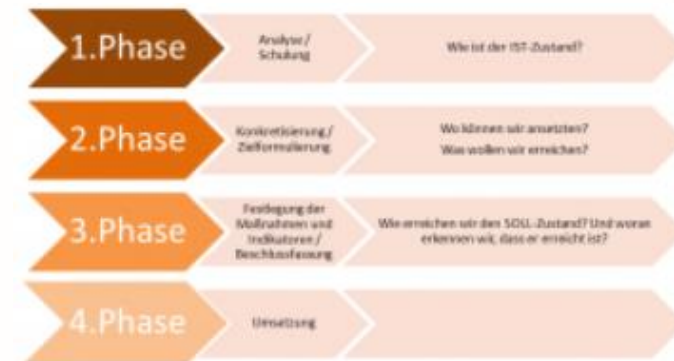 1.Phase
Analyse /
Schulung
Wie ist der IST-Zustand?
2.Phase
Konkretisierung /
Zielformulierung
Wo können wir ansetzten?
Was wollen wir erreichen?
3.Phase
Festlegung der
Maßnahmen und
Indikatoren /
Beschlussfassung
Wie erreichen wir den SOLL-Zustand? Und woran
erkennen wir, dass er erreicht ist?
4.Phase
Umsetzung